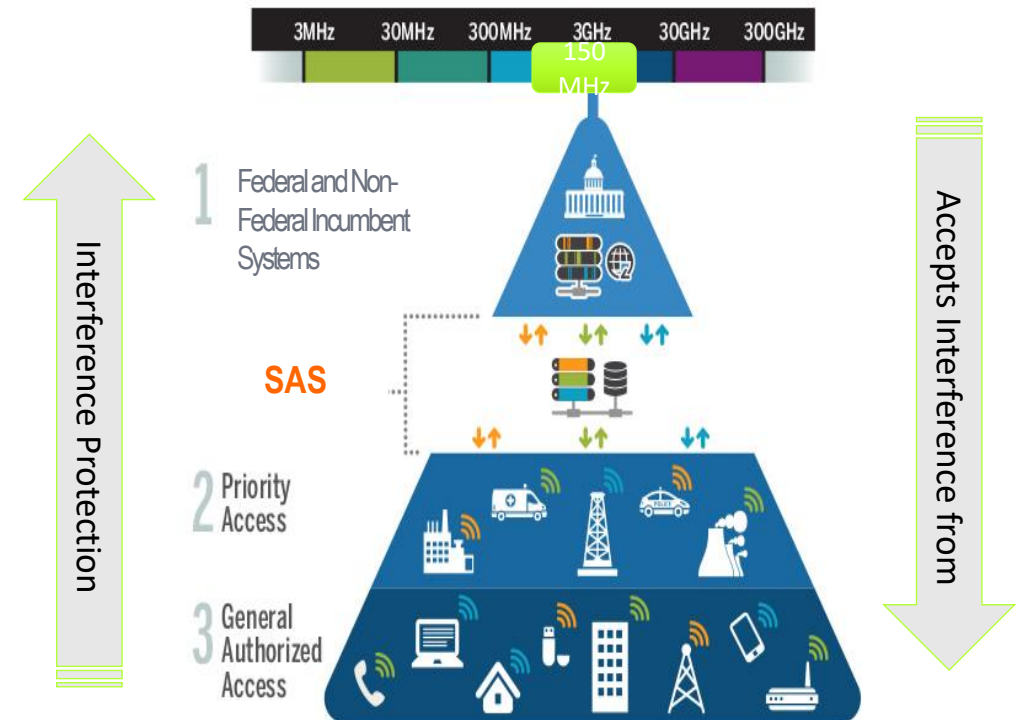 3MHz 30MHz 300MHz 3GHz 30GHz 300GHz
150
MHz
1
Federal and Non-
Federal Incumbent
Systems
SAS
Interference Protection
Accepts Interference from
2 Priority
Access
POLICE
3 General
Authorized
Access